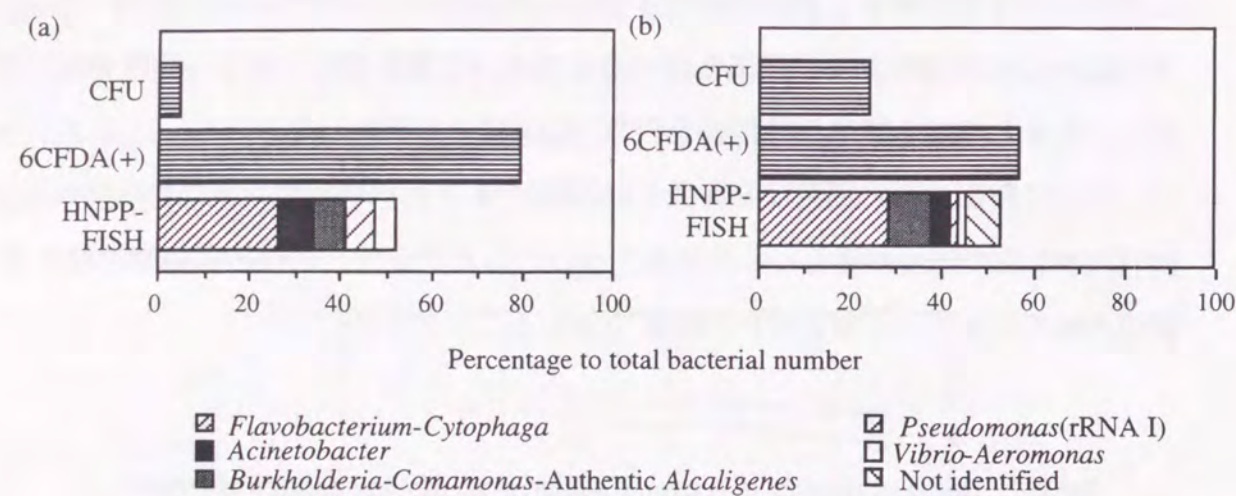 (a)
CFU
6CFDA(+)
HNPP-
FISH
0 20 40 60 80 100
(b)
CFU
6CFDA(+)
HNPP-
FISH
0 20 40 60 80 100
Percentage to total bacterial number
Flavobacterium-Cytophaga
Acinetobacter
Burkholderia-Comamonas-Authentic Alcaligenes
Pseudomonas(rRNA I)
Vibrio-Aeromonas
Not identified